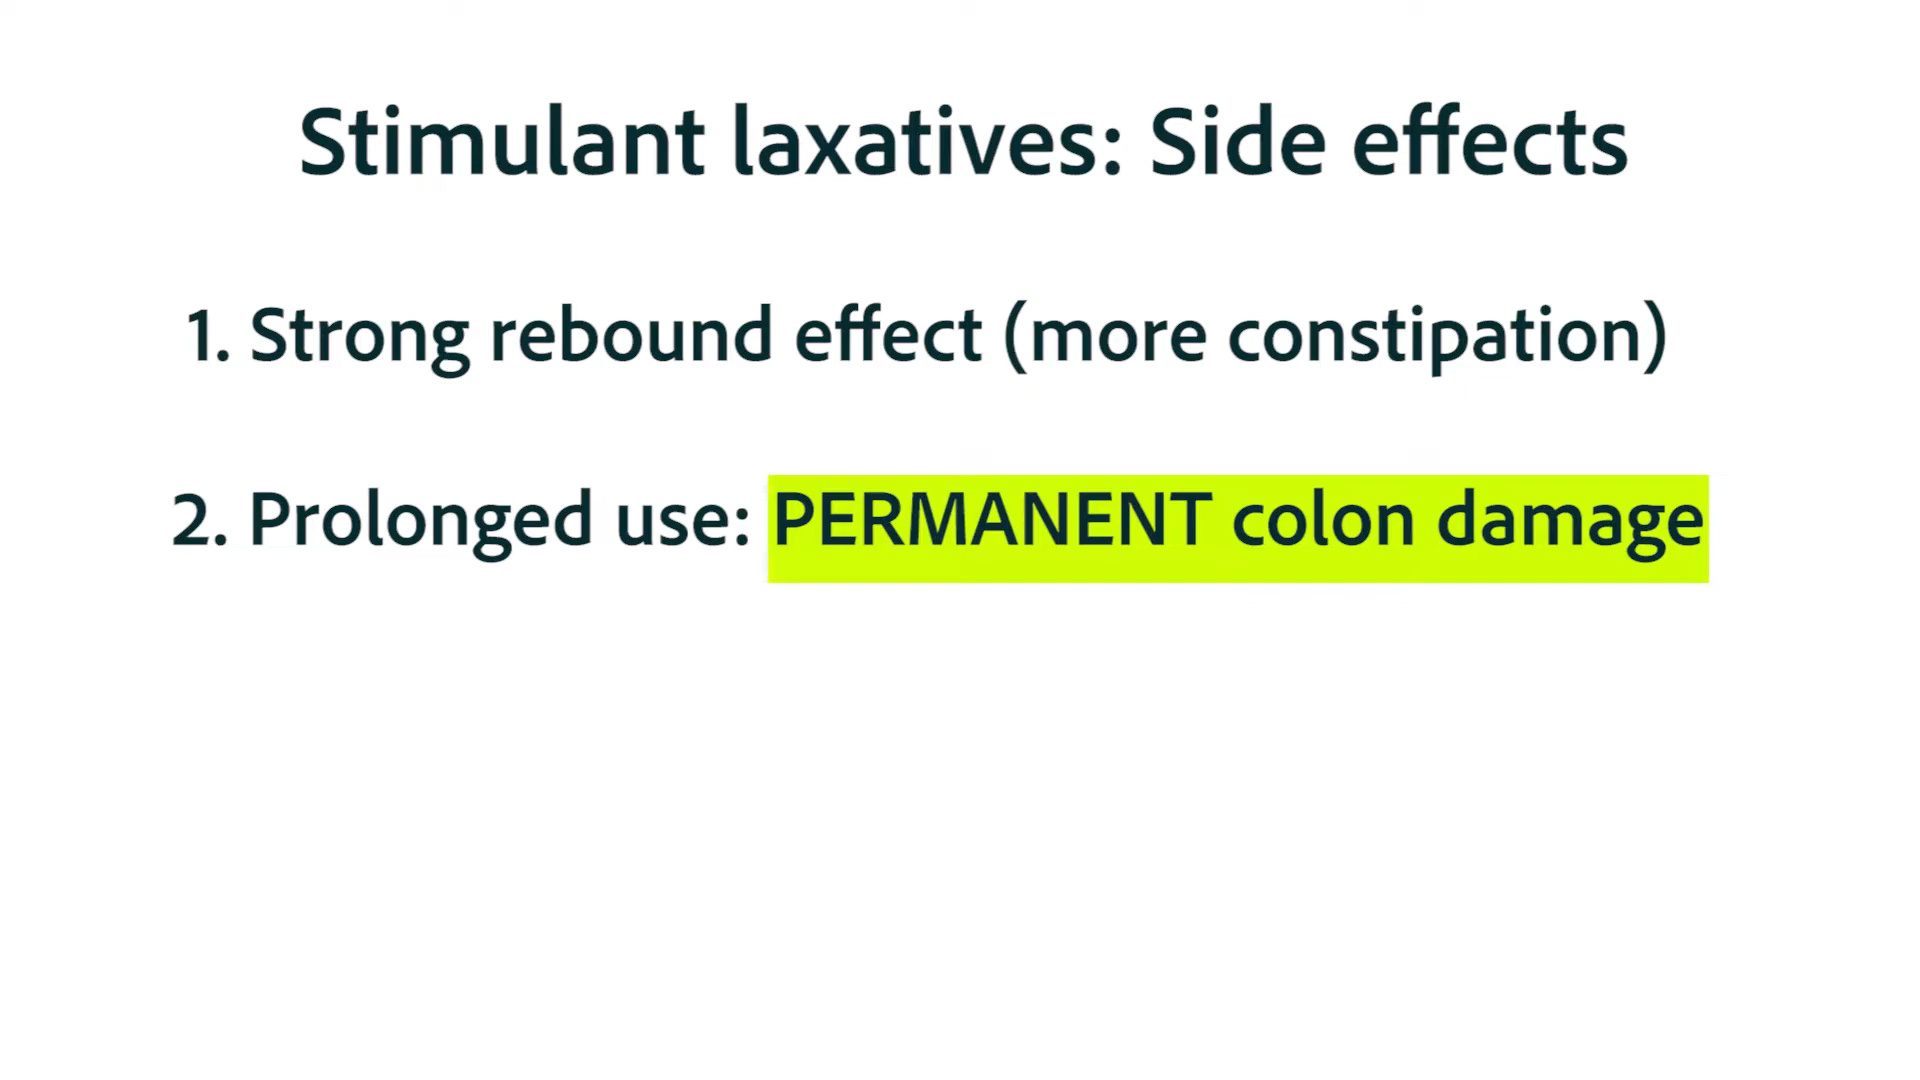 Stimulant laxatives: Side effects
1. Strong rebound effect (more constipation)
2. Prolonged use: PERMANENT colon damage